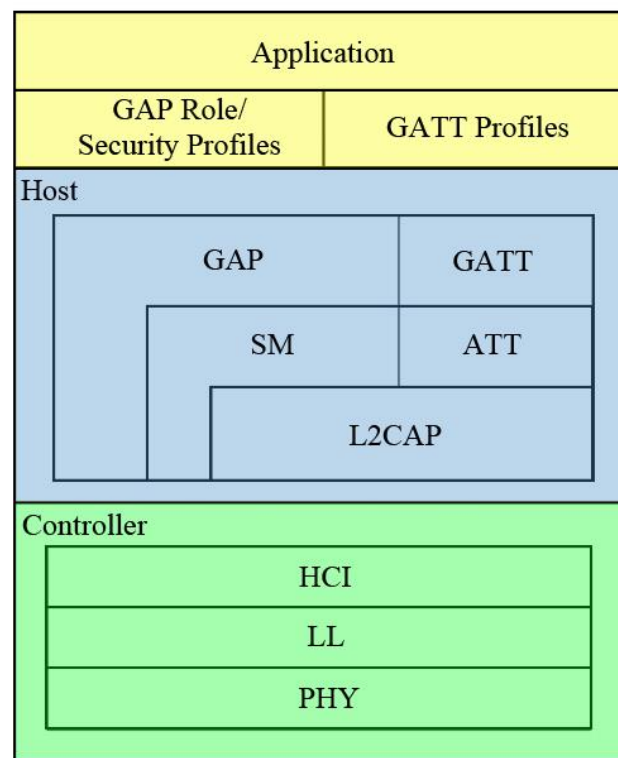 Application
GAP Role/
Security Profiles
GATT Profiles
Host
GAP
GATT
SM
ATT
L2CAP
Controller
HCI
LL
PHY